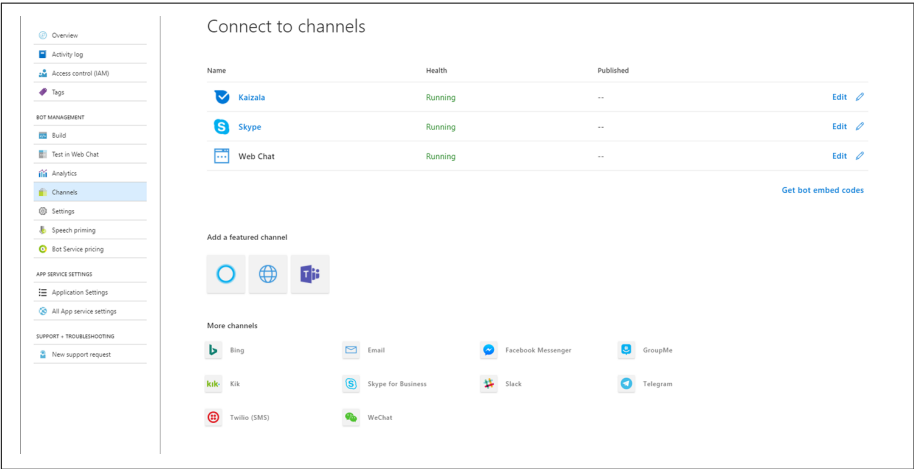 Overview
Activity log
Access control (IAM)
Tags
BOT MANAGEMENT
Build
Test in Web Chat
Analytics
Channels
Settings
Speech priming
Bot Service pricing
APP SERVICE SETTINGS
Application Settings
All App service settings
SUPPORT + TROUBLESHOOTING
New support request
Connect to channels
Name Health Published
Kaizala Running -- Edit
Skype Running -- Edit
Web Chat Running -- Edit
Get bot embed codes
Add a featured channel
More channels
Bing Email Facebook Messenger GroupMe
kik Kik Skype for Business Slack Telegram
Twilio (SMS) WeChat